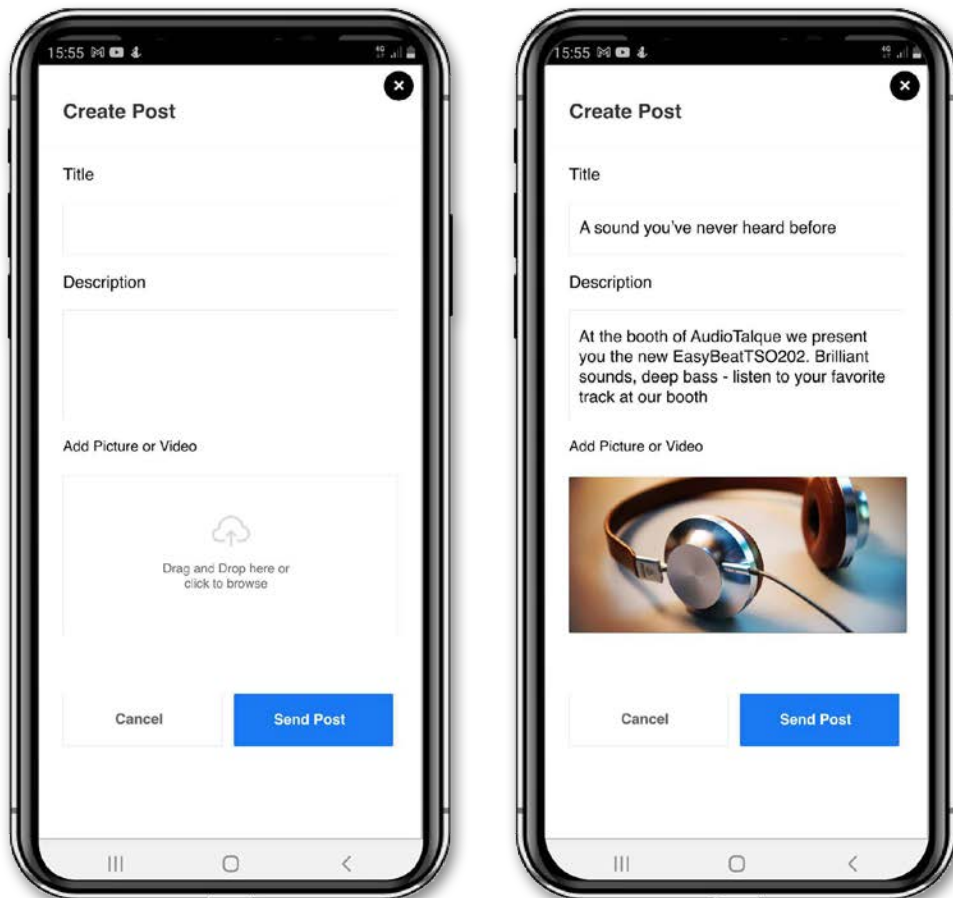 15:55
4G
Create Post
Title
Description
Add Picture or Video
Drag and Drop here or
click to browse
Cancel
Send Post
15:55
4G
Create Post
Title
A sound you've never heard before
Description
At the booth of AudioTalque we present
you the new EasyBeatTSO202. Brilliant
sounds, deep bass - listen to your favorite
track at our booth
Add Picture or Video
Cancel
Send Post